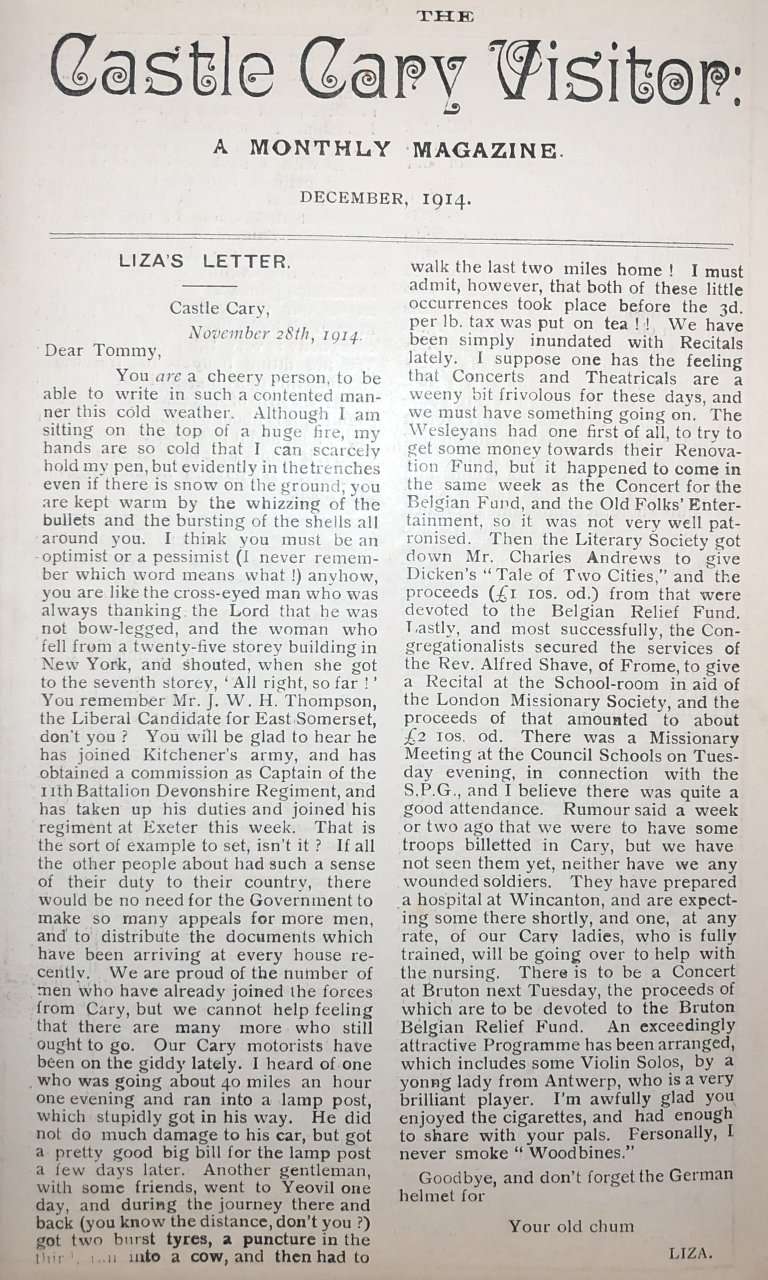 THE
Castle Cary Visitor:
A MONTHLY MAGAZINE.
DECEMBER, 1914.
LIZA'S LETTER.
Castle Cary,
November 28th, 1914.
Dear Tommy,
You are a cheery person, to be
able to write in such a contented man-
ner this cold weather. Although I am
sitting on the top of a huge fire, my
hands are so cold that I can scarcely
hold my pen, but evidently in the trenches
even if there is snow on the ground, you
are kept warm by the whizzing of the
bullets and the bursting of the shells all
around you. I think you must be an
optimist or a pessimist (I never remem-
ber which word means what !) anyhow,
you are like the cross-eyed man who was
always thanking the Lord that he was
not bow-legged, and the woman who
fell from a twenty-five storey building in
New York, and shouted, when she got
to the seventh storey, ‘ All right, so far ! ’
You remember Mr. J. W. H. Thompson,
the Liberal Candidate for East Somerset,
don't you ? You will be glad to hear he
has joined Kitchener's army, and has
obtained a commission as Captain of the
11th Battalion Devonshire Regiment, and
has taken up his duties and joined his
regiment at Exeter this week. That is
the sort of example to set, isn't it ? If all
the other people about had such a sense
of their duty to their country, there
would be no need for the Government to
make so many appeals for more men,
and to distribute the documents which
have been arriving at every house re-
cently. We are proud of the number of
men who have already joined the forces
from Cary, but we cannot help feeling
that there are many more who still
ought to go. Our Cary motorists have
been on the giddy lately. I heard of one
who was going about 40 miles an hour
one evening and ran into a lamp post,
which stupidly got in his way. He did
not do much damage to his car, but got
a pretty good big bill for the lamp post
a few days later. Another gentleman,
with some friends, went to Yeovil one
day, and during the journey there and
back (you know the distance, don't you ?)
got two burst tyres, a puncture in the
into a cow, and then had to
walk the last two miles home ! I must
admit, however, that both of these little
occurrences took place before the 3d.
per lb. tax was put on tea ! ! We have
been simply inundated with Recitals
lately. I suppose one has the feeling
that Concerts and Theatricals are a
weeny bit frivolous for these days, and
we must have something going on. The
Wesleyans had one first of all, to try to
get some money towards their Renova-
tion Fund, but it happened to come in
the same week as the Concert for the
Belgian Fund, and the Old Folks' Enter-
tainment, so it was not very well pat-
ronised. Then the Literary Society got
down Mr. Charles Andrews to give
Dicken's “ Tale of Two Cities,” and the
proceeds (£1 10s. 0d.) from that were
devoted to the Belgian Relief Fund.
Lastly, and most successfully, the Con-
gregationalists secured the services of
the Rev. Alfred Shave, of Frome, to give
a Recital at the School-room in aid of
the London Missionary Society, and the
proceeds of that amounted to about
£2 10s. 0d. There was a Missionary
Meeting at the Council Schools on Tues-
day evening, in connection with the
S.P.G., and I believe there was quite a
good attendance. Rumour said a week
or two ago that we were to have some
troops billetted in Cary, but we have
not seen them yet, neither have we any
wounded soldiers. They have prepared
a hospital at Wincanton, and are expect-
ing some there shortly, and one, at any
rate, of our Cary ladies, who is fully
trained, will be going over to help with
the nursing. There is to be a Concert
at Bruton next Tuesday, the proceeds of
which are to be devoted to the Bruton
Belgian Relief Fund. An exceedingly
attractive Programme has been arranged,
which includes some Violin Solos, by a
yonng lady from Antwerp, who is a very
brilliant player. I'm awfully glad you
enjoyed the cigarettes, and had enough
to share with your pals. Personally, I
never smoke “ Woodbines.”
Goodbye, and don't forget the German
helmet for
Your old chum
LIZA.